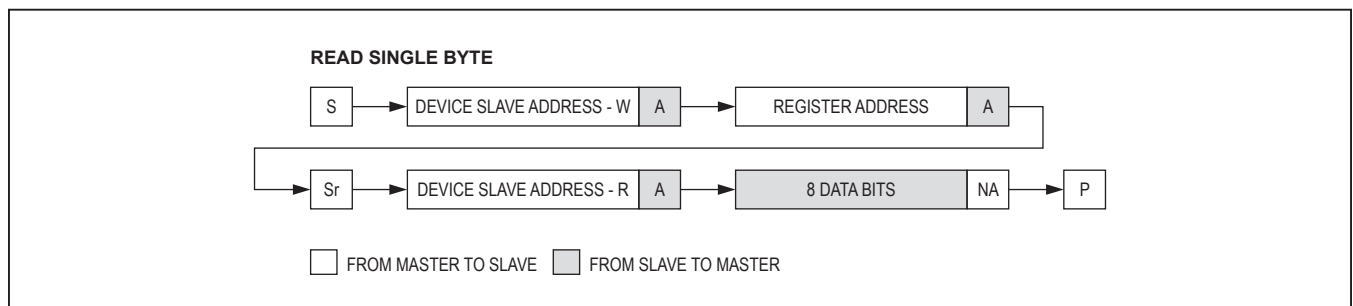 READ SINGLE BYTE
S DEVICE SLAVE ADDRESS - W A REGISTER ADDRESS A
Sr DEVICE SLAVE ADDRESS - R A 8 DATA BITS NA P
FROM MASTER TO SLAVE FROM SLAVE TO MASTER